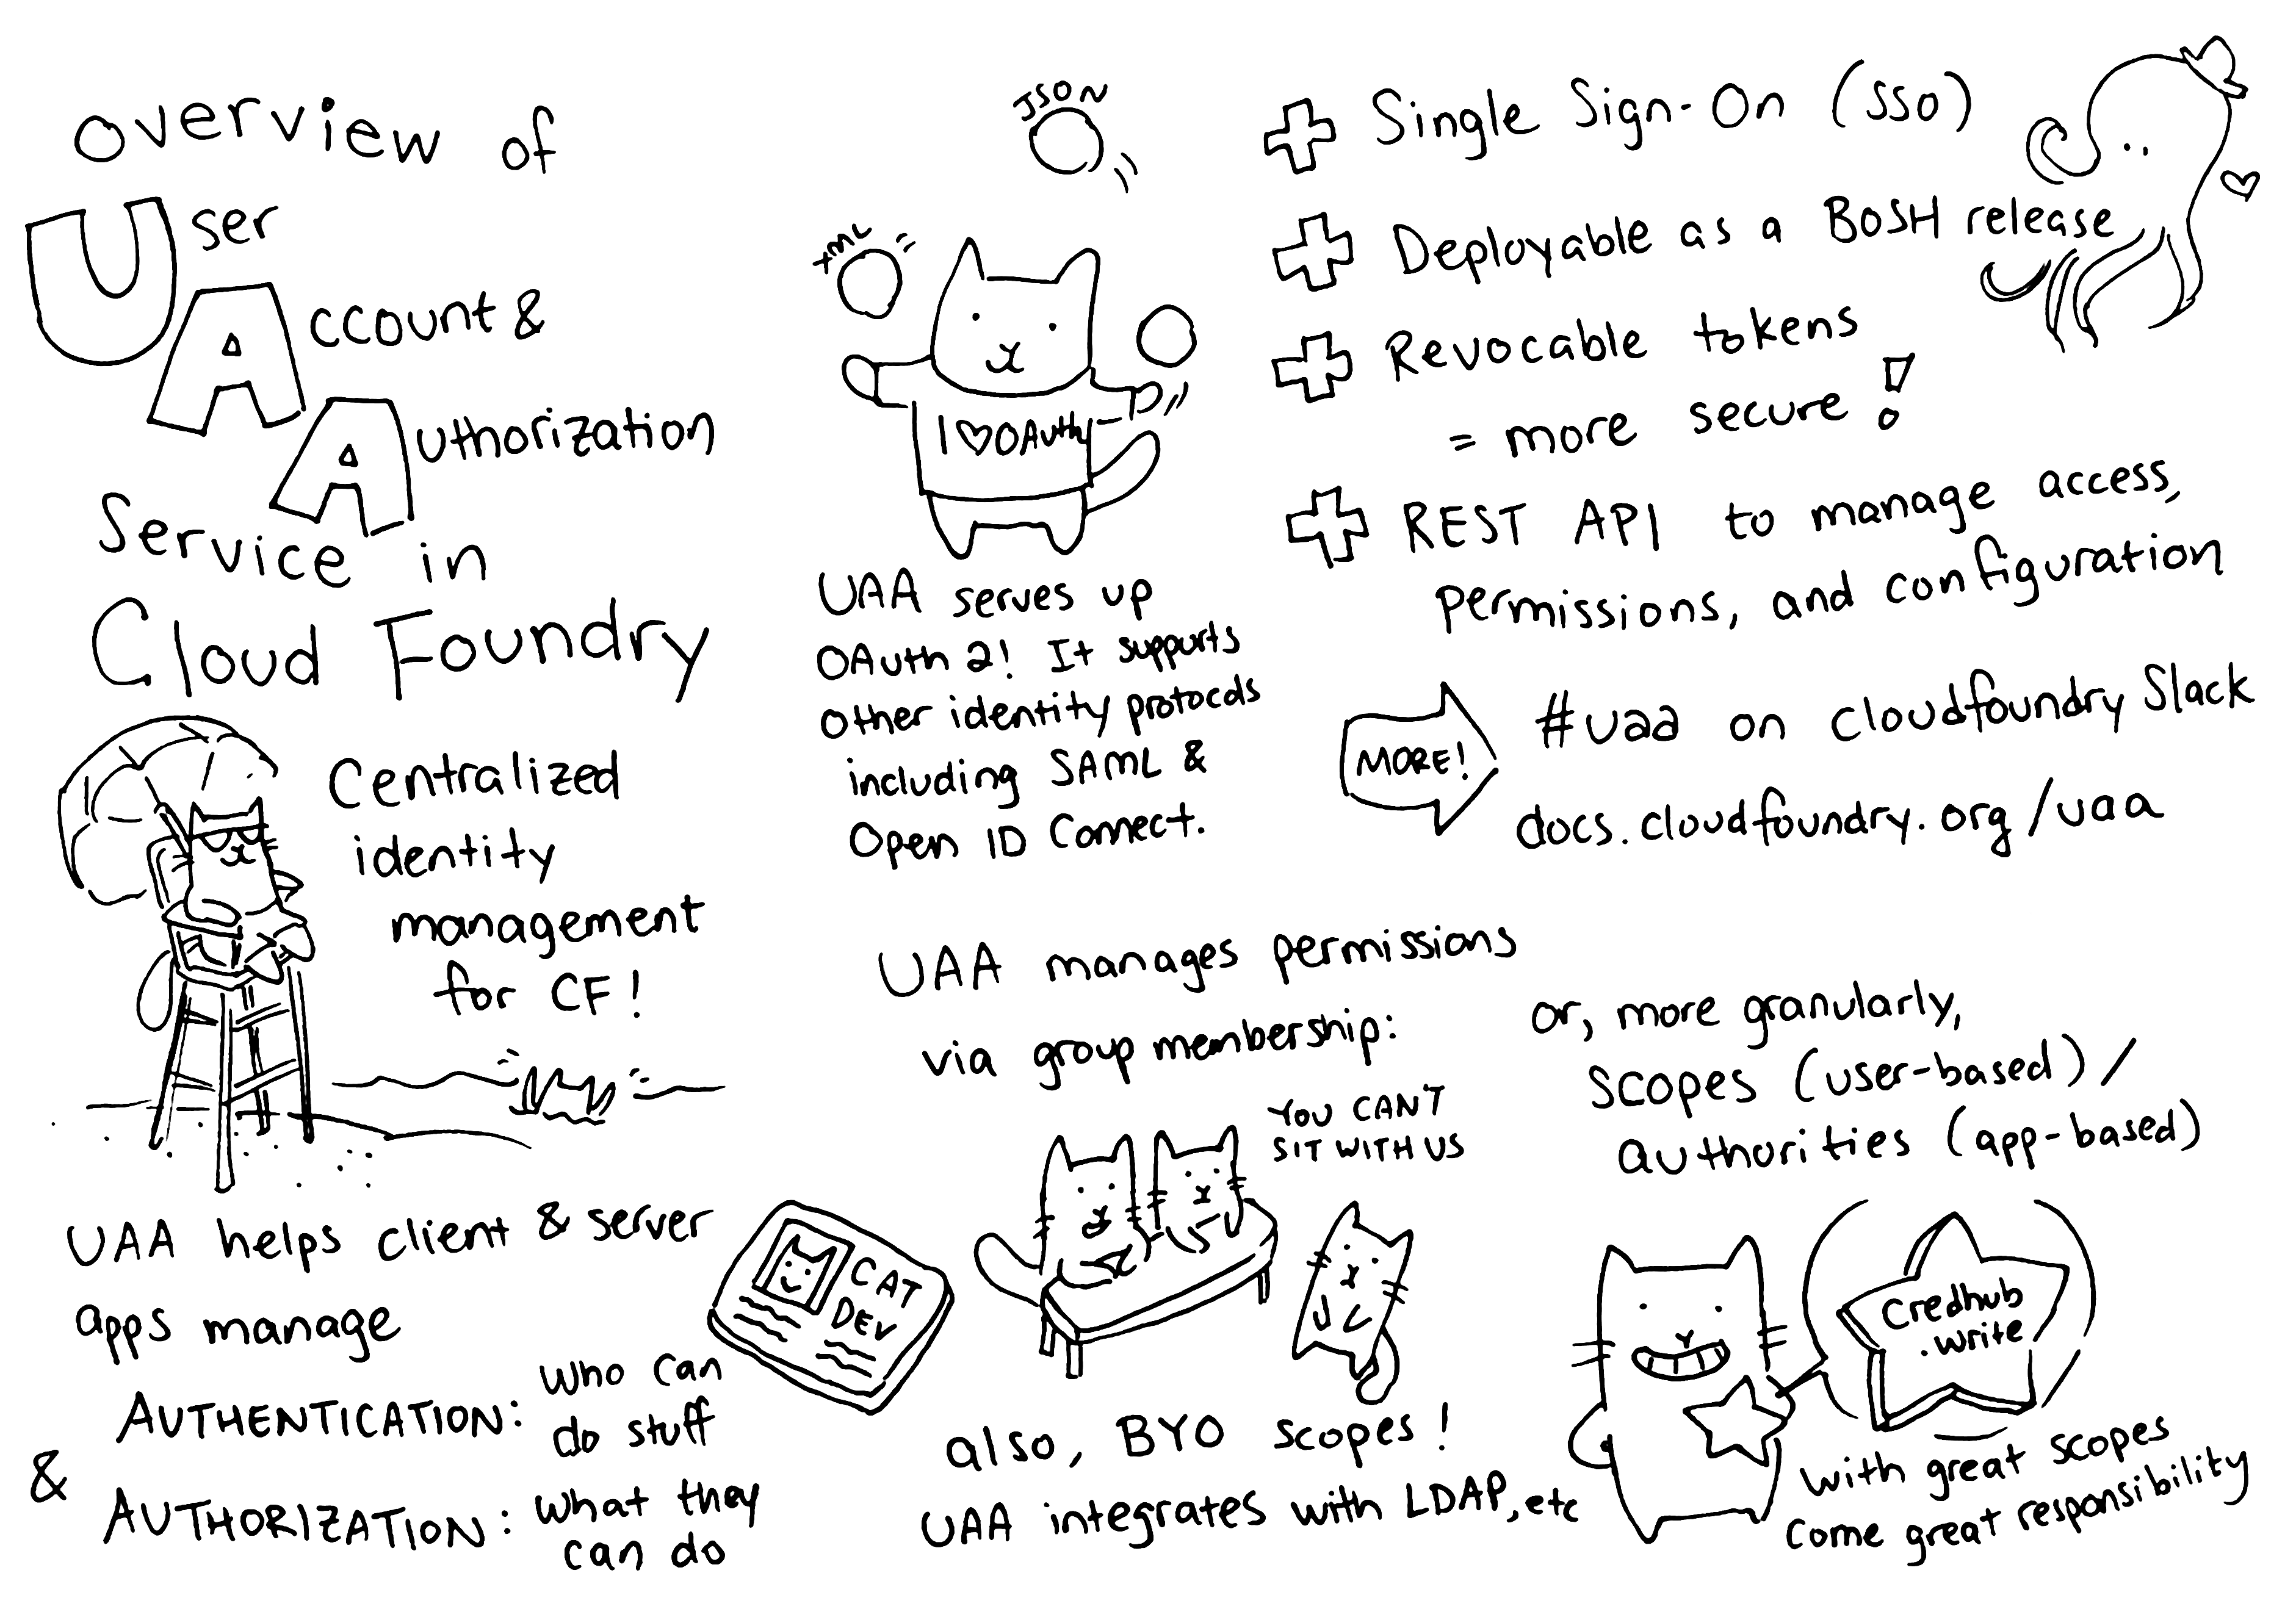 overview of
User
Account &
Authorization
Service in
Cloud Foundry
Centralized
identity
management
for CF!
UAA helps client & server
apps manage
AUTHENTICATION: who can
do stuff
&
AUTHORIZATION: what they
can do
CAT
DEV
JSON
XML
I ♡ OAuth
UAA serves up
OAuth 2! It supports
other identity protocols
including SAML &
Open ID Connect.
Single Sign-On (SSO)
Deployable as a BOSH release
Revocable tokens
= more secure!
REST API to manage access,
permissions, and configuration
MORE!
#uaa on cloudfoundry Slack
docs.cloudfoundry.org/uaa
UAA manages permissions
via group membership:
YOU CAN'T
SIT WITH US
also, BYO scopes!
UAA integrates with LDAP, etc
or, more granularly,
scopes (user-based) /
authorities (app-based)
Credhub
.write
with great scopes
come great responsibility